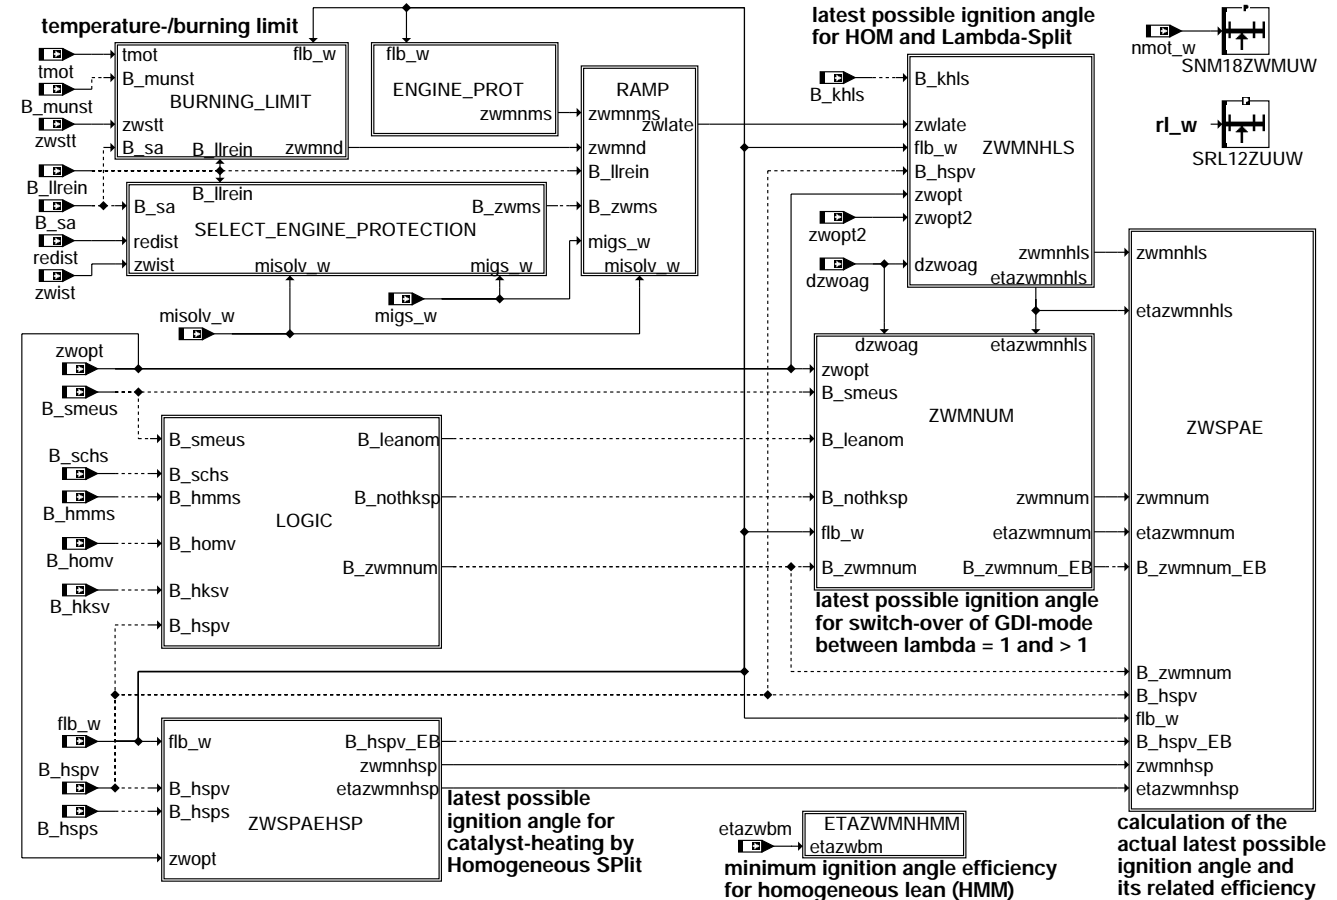 temperature-/burning limit
tmot
B_munst
zwstt
B_llrein
B_sa
redist
zwist
tmot
B_munst
zwstt
B_sa
flb_w
BURNING_LIMIT
B_llrein
zwmnd
flb_w
ENGINE_PROT
zwmnms
B_llrein
B_sa
redist
zwist
SELECT_ENGINE_PROTECTION
B_zwms
misolv_w
migs_w
RAMP
zwmnms
zwlate
zwmnd
B_llrein
B_zwms
migs_w
misolv_w
misolv_w
migs_w
latest possible ignition angle
for HOM and Lambda-Split
B_khls
zwopt2
dzwoag
B_khls
zwlate
flb_w
B_hspv
zwopt
zwopt2
dzwoag
ZWMNHLS
zwmnhls
etazwmnhls
P
nmot_w
SNM18ZWMUW
rl_w
SRL12ZUUW
zwopt
B_smeus
B_schs
B_hmms
B_homv
B_hksv
B_smeus
B_schs
B_hmms
B_homv
B_hksv
B_hspv
LOGIC
B_leanom
B_nothksp
B_zwmnum
dzwoag
etazwmnhls
zwopt
B_smeus
B_leanom
B_nothksp
flb_w
B_zwmnum
ZWMNUM
zwmnum
etazwmnum
B_zwmnum_EB
latest possible ignition angle
for switch-over of GDI-mode
between lambda = 1 and > 1
zwmnhls
etazwmnhls
ZWSPAE
zwmnum
etazwmnum
B_zwmnum_EB
B_zwmnum
B_hspv
flb_w
B_hspv_EB
zwmnhsp
etazwmnhsp
calculation of the
actual latest possible
ignition angle and
its related efficiency
flb_w
B_hspv
B_hsps
flb_w
B_hspv
B_hsps
zwopt
ZWSPAEHSP
B_hspv_EB
zwmnhsp
etazwmnhsp
latest possible
ignition angle for
catalyst-heating by
Homogeneous SPlit
etazwbm
ETAZWMNHMM
etazwbm
minimum ignition angle efficiency
for homogeneous lean (HMM)